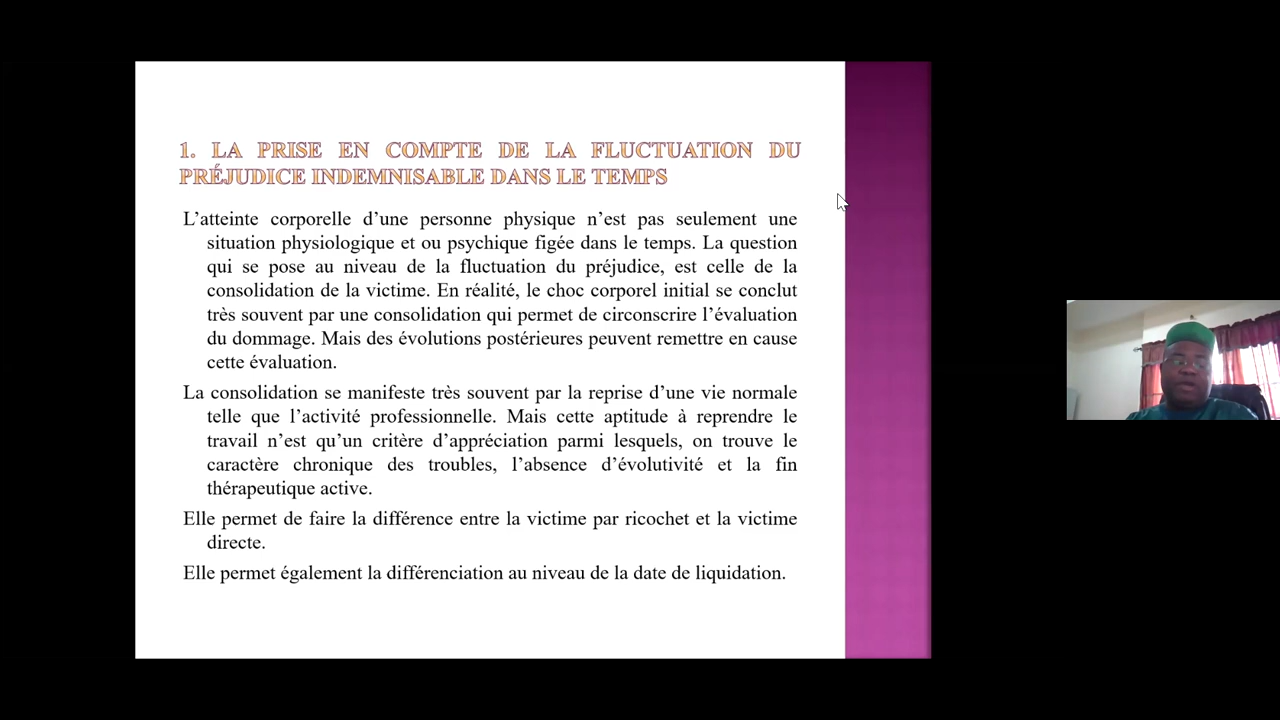 1. LA PRISE EN COMPTE DE LA FLUCTUATION DU
PRÉJUDICE INDEMNISABLE DANS LE TEMPS
L’atteinte corporelle d’une personne physique n’est pas seulement une
situation physiologique et ou psychique figée dans le temps. La question
qui se pose au niveau de la fluctuation du préjudice, est celle de la
consolidation de la victime. En réalité, le choc corporel initial se conclut
très souvent par une consolidation qui permet de circonscrire l’évaluation
du dommage. Mais des évolutions postérieures peuvent remettre en cause
cette évaluation.
La consolidation se manifeste très souvent par la reprise d’une vie normale
telle que l’activité professionnelle. Mais cette aptitude à reprendre le
travail n’est qu’un critère d’appréciation parmi lesquels, on trouve le
caractère chronique des troubles, l’absence d’évolutivité et la fin
thérapeutique active.
Elle permet de faire la différence entre la victime par ricochet et la victime
directe.
Elle permet également la différenciation au niveau de la date de liquidation.